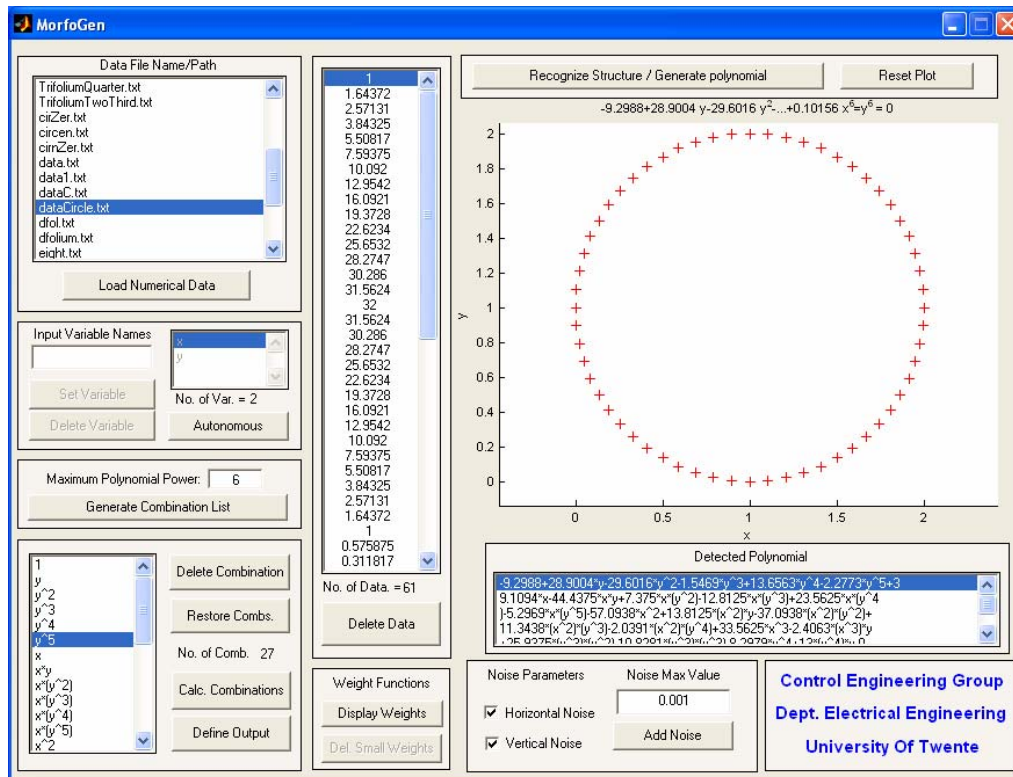 MorfoGen
Data File Name/Path
TrifoliumQuarter.txt
TrifoliumTwoThird.txt
cirZer.txt
circen.txt
cirnZer.txt
data.txt
data1.txt
dataC.txt
dataCircle.txt
dfol.txt
dfolium.txt
eight.txt
Load Numerical Data
Input Variable Names
x
y
Set Variable
No. of Var. = 2
Delete Variable
Autonomous
Maximum Polynomial Power:
6
Generate Combination List
1
y
y^2
y^3
y^4
y^5
x
x*y
x*(y^2)
x*(y^3)
x*(y^4)
x*(y^5)
x^2
Delete Combination
Restore Combs.
No. of Comb. 27
Calc. Combinations
Define Output
1
1.64372
2.57131
3.84325
5.50817
7.59375
10.092
12.9542
16.0921
19.3728
22.6234
25.6532
28.2747
30.286
31.5624
32
31.5624
30.286
28.2747
25.6532
22.6234
19.3728
16.0921
12.9542
10.092
7.59375
5.50817
3.84325
2.57131
1.64372
1
0.575875
0.311817
No. of Data. =61
Delete Data
Weight Functions
Display Weights
Del. Small Weights
Recognize Structure / Generate polynomial
Reset Plot
-9.2988+28.9004 y-29.6016 y²-...+0.10156 x⁶=y⁶ = 0
2
1.8
1.6
1.4
1.2
1
0.8
0.6
0.4
0.2
0
y
0
0.5
1
1.5
2
x
Detected Polynomial
-9.2988+28.9004*y-29.6016*y^2-1.5469*y^3+13.6563*y^4-2.2773*y^5+3
9.1094*x-44.4375*x*y+7.375*x*(y^2)-12.8125*x*(y^3)+23.5625*x*(y^4
)-5.2969*x*(y^5)-57.0938*x^2+13.8125*(x^2)*y-37.0938*(x^2)*(y^2)+
11.3438*(x^2)*(y^3)-2.0391*(x^2)*(y^4)+33.5625*x^3-2.4063*(x^3)*y
Noise Parameters
Noise Max Value
Horizontal Noise
0.001
Vertical Noise
Add Noise
Control Engineering Group
Dept. Electrical Engineering
University Of Twente